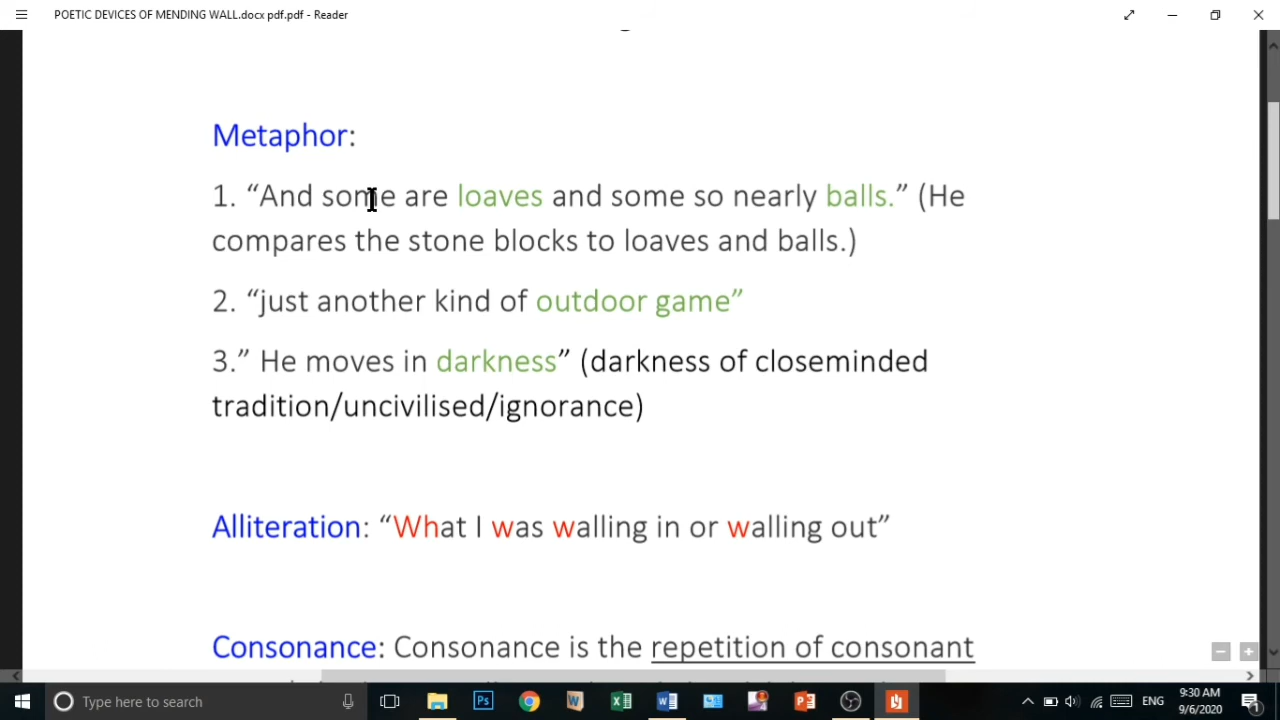 POETIC DEVICES OF MENDING WALL.docx pdf.pdf - Reader
Metaphor:
1. “And some are loaves and some so nearly balls.” (He
compares the stone blocks to loaves and balls.)
2. “just another kind of outdoor game”
3.” He moves in darkness” (darkness of closeminded
tradition/uncivilised/ignorance)
Alliteration: “What I was walling in or walling out”
Consonance: Consonance is the repetition of consonant
Type here to search
ENG
9:30 AM
9/6/2020